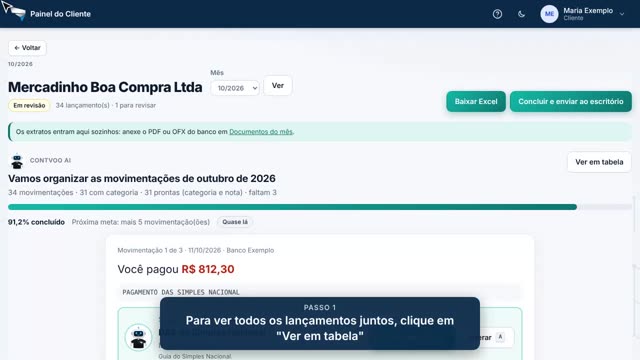 Painel do Cliente
ME
Maria Exemplo
Cliente
← Voltar
10/2026
Mercadinho Boa Compra Ltda
Mês
10/2026
Ver
Em revisão
34 lançamento(s) · 1 para revisar
Baixar Excel
Concluir e enviar ao escritório
Os extratos entram aqui sozinhos: anexe o PDF ou OFX do banco em Documentos do mês.
CONTVOO AI
Ver em tabela
Vamos organizar as movimentações de outubro de 2026
34 movimentações · 31 com categoria · 31 prontas (categoria e nota) · faltam 3
91,2% concluído
Próxima meta: mais 5 movimentação(ões)
Quase lá
Movimentação 1 de 3 · 11/10/2026 · Banco Exemplo
Você pagou R$ 812,30
PAGAMENTO DAS SIMPLES NACIONAL
PASSO 1
Para ver todos os lançamentos juntos, clique em
"Ver em tabela"
A
Guia do Simples Nacional.